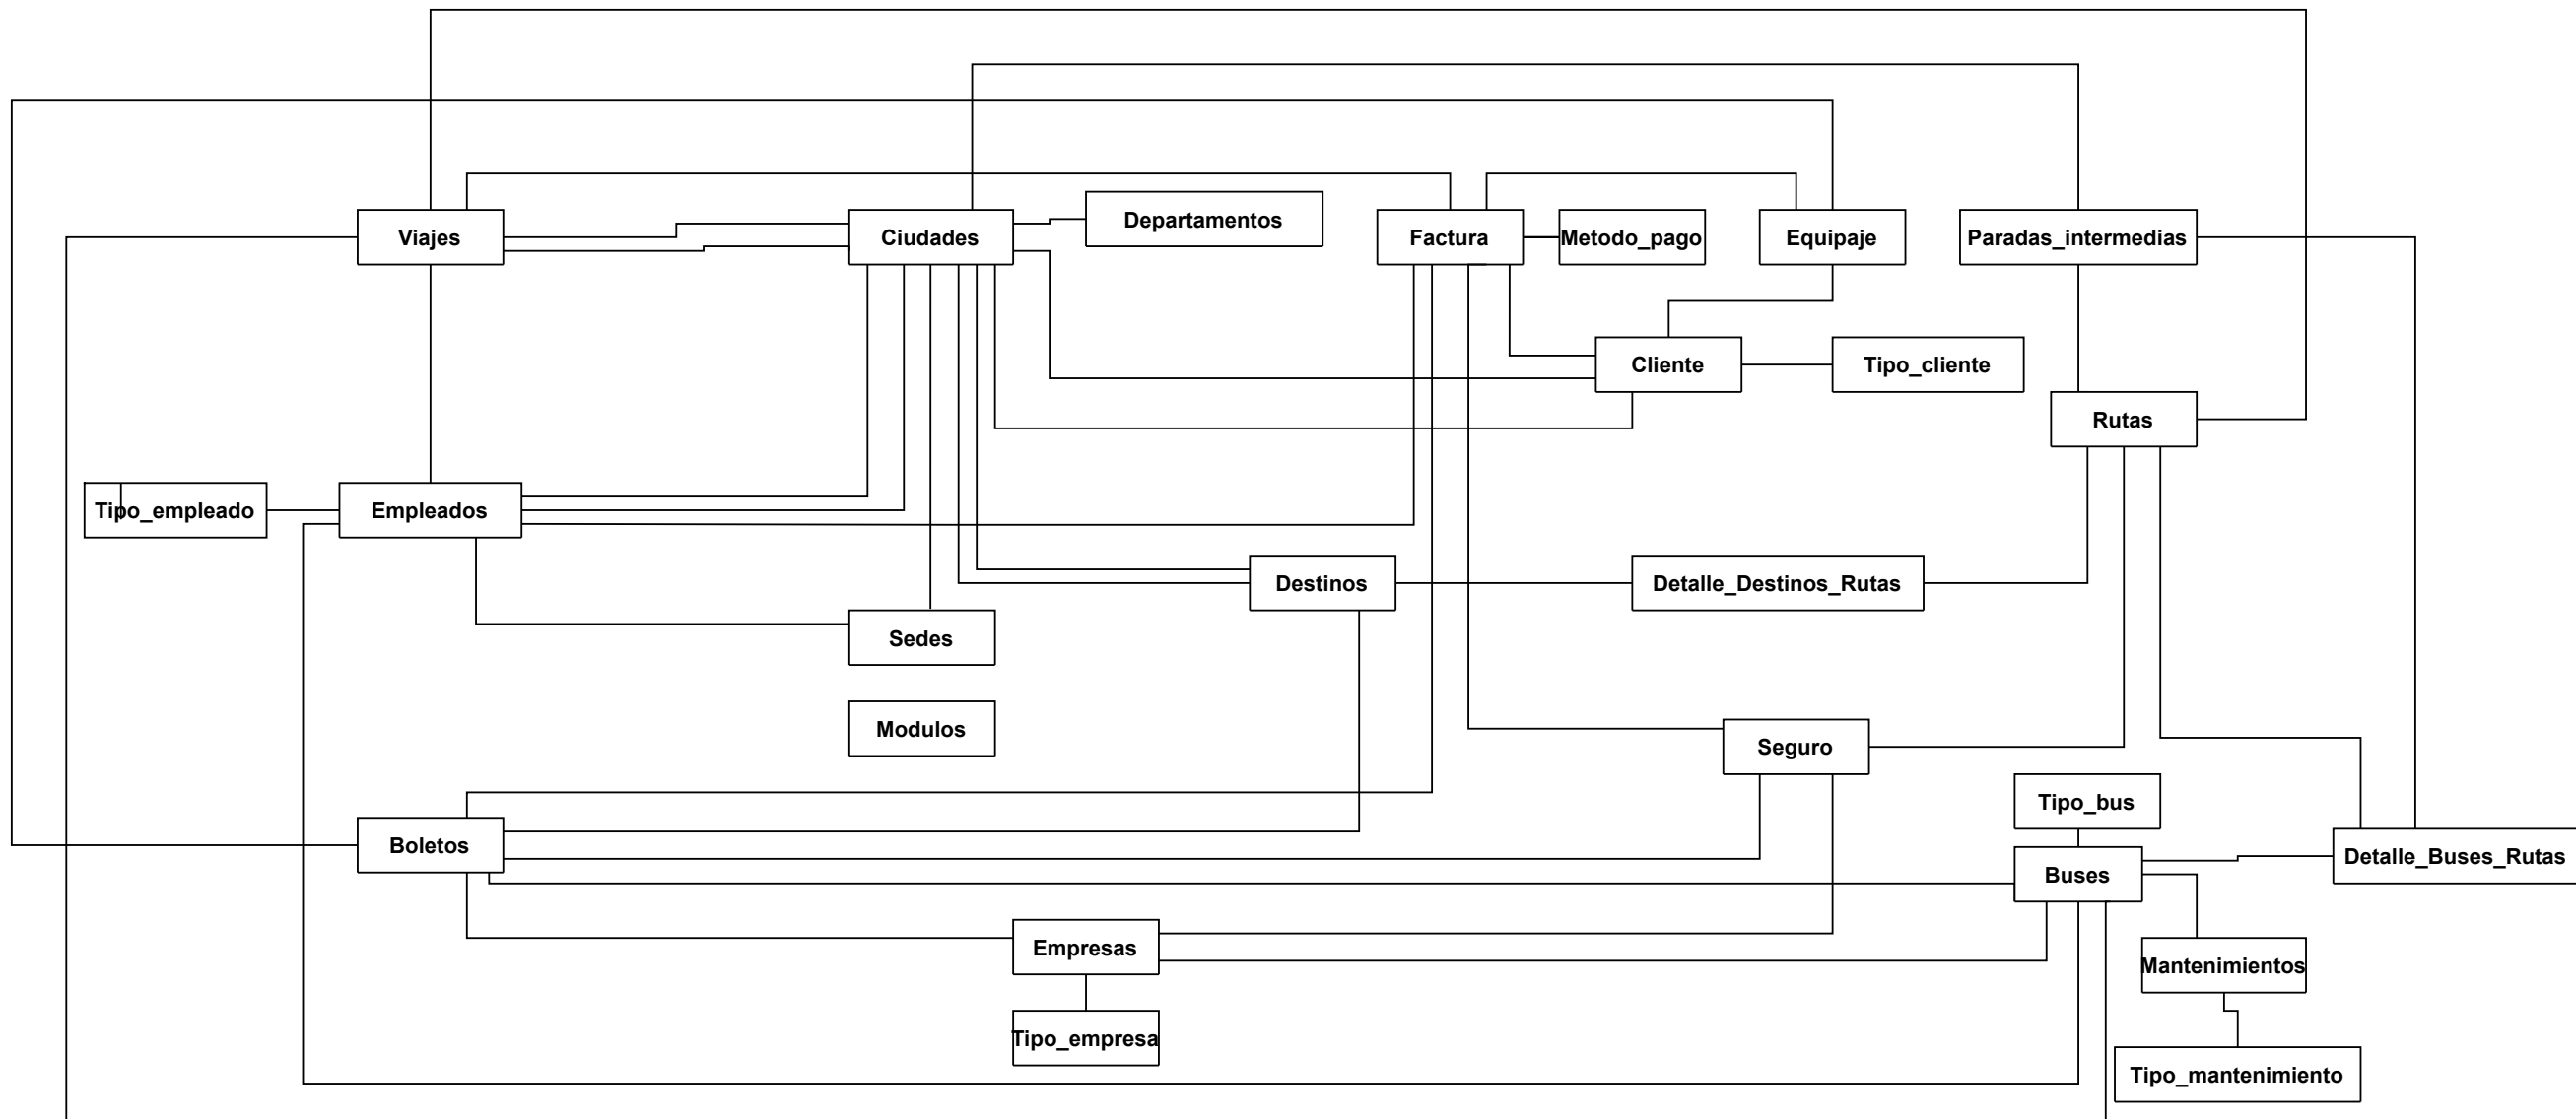 Departamentos
Viajes
Ciudades
Factura
Metodo_pago
Equipaje
Paradas_intermedias
Cliente
Tipo_cliente
Rutas
Tipo_empleado
Empleados
Destinos
Detalle_Destinos_Rutas
Sedes
Modulos
Seguro
Tipo_bus
Boletos
Detalle_Buses_Rutas
Buses
Empresas
Mantenimientos
Tipo_empresa
Tipo_mantenimiento